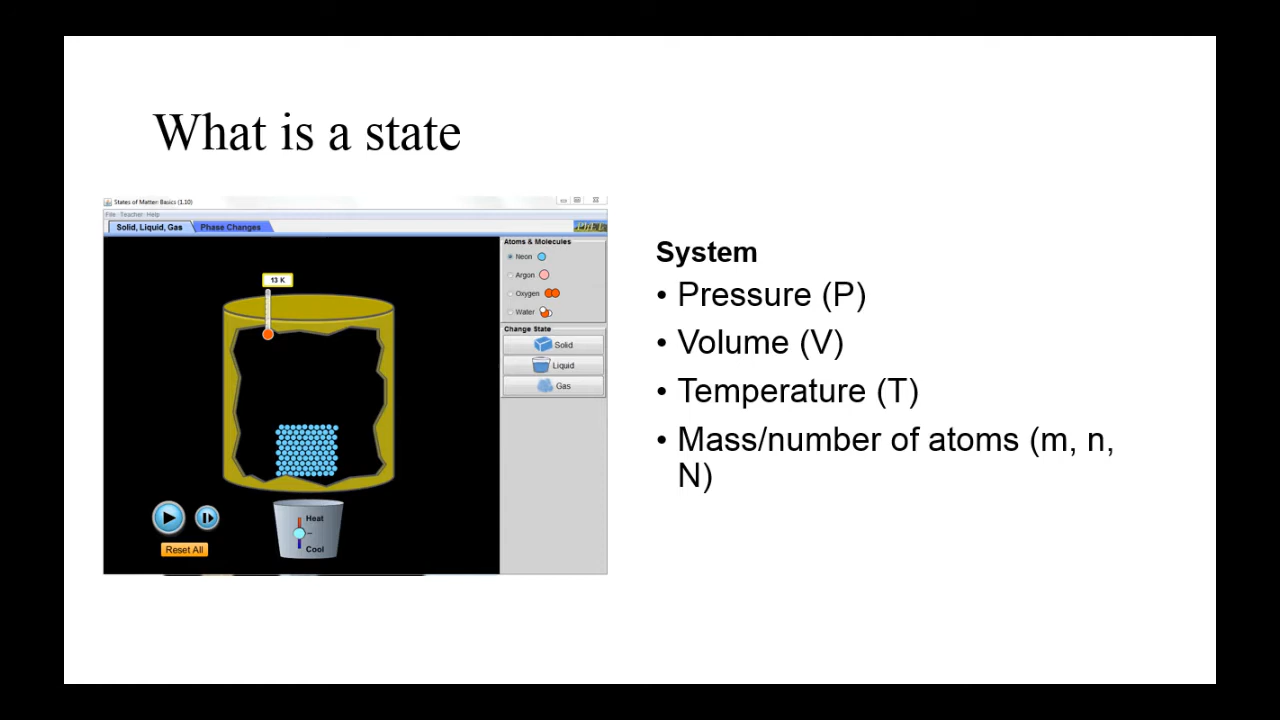 What is a state
States of Matter: Basics (1.10)
File Teacher Help
Solid, Liquid, Gas
Phase Changes
13 K
Atoms & Molecules
Neon
Argon
Oxygen
Water
Change State
Solid
Liquid
Gas
Heat
Cool
Reset All
System
• Pressure (P)
• Volume (V)
• Temperature (T)
• Mass/number of atoms (m, n,
N)